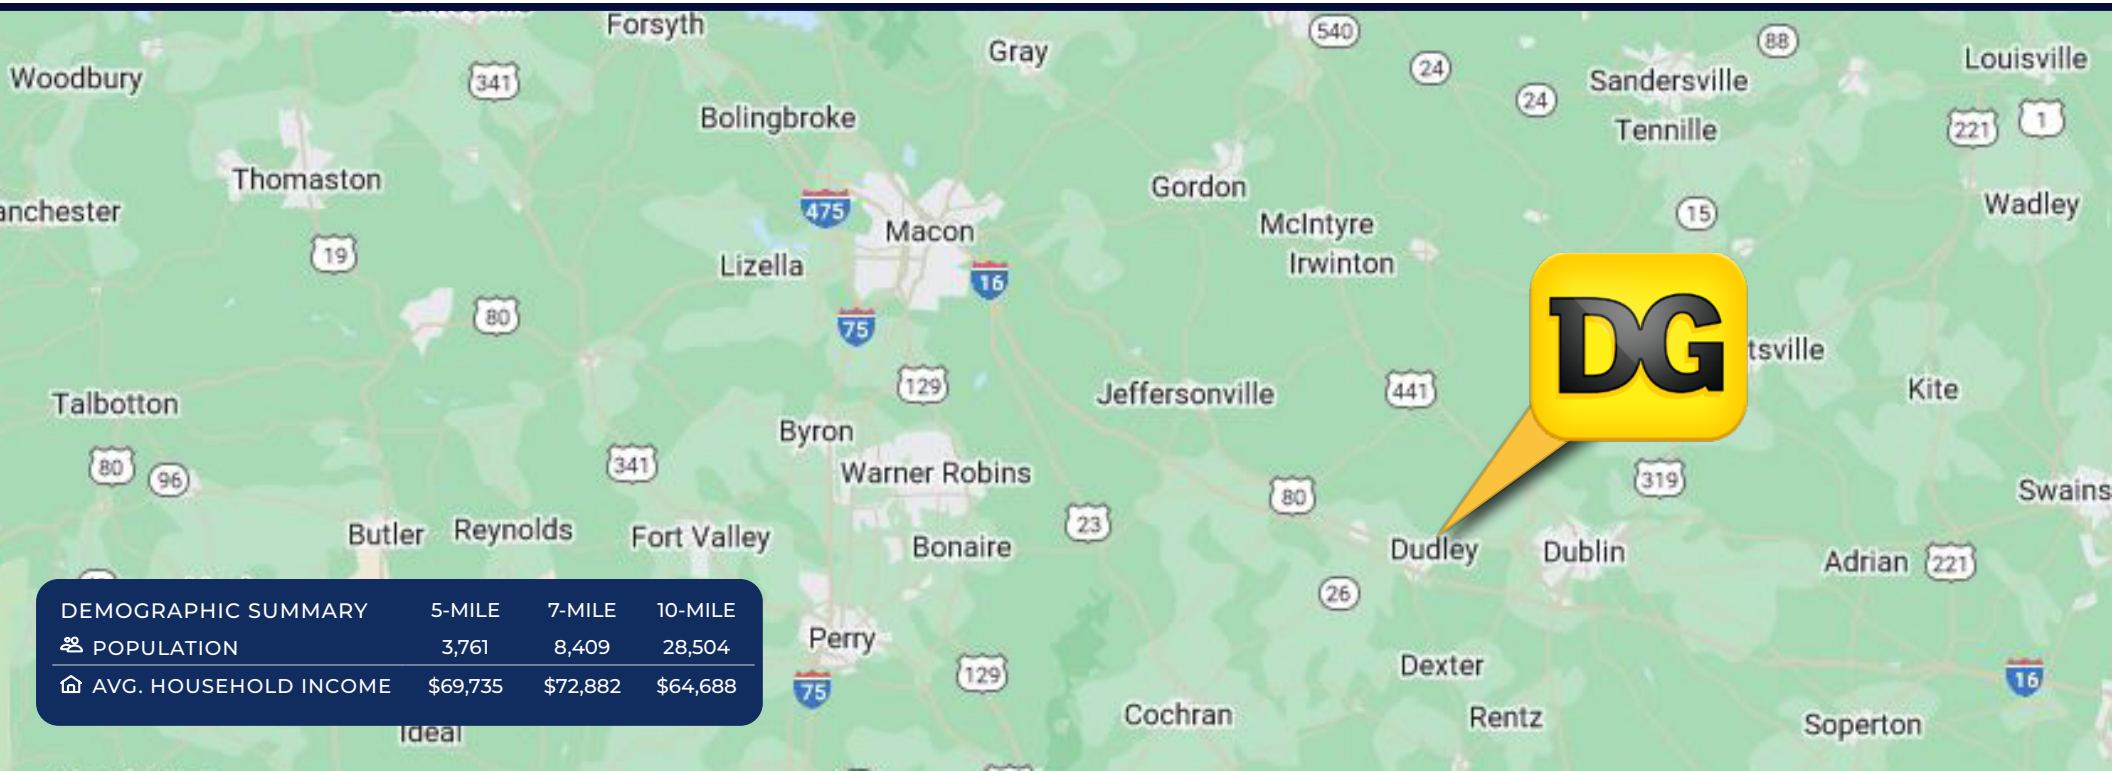 Forsyth
540
Gray
88
Louisville
Woodbury
341
24
Sandersville
24
Bolingbroke
221
1
Tennille
Thomaston
Gordon
anchester
475
15
Wadley
Macon
McIntyre
19
Lizella
16
Irwinton
80
75
DG
tsville
129
Jeffersonville
441
Kite
Talbotton
Byron
80
96
341
Warner Robins
80
319
Swains
23
Butler
Reynolds
Fort Valley
Bonaire
Dudley
Dublin
Adrian
221
26
DEMOGRAPHIC SUMMARY 5-MILE 7-MILE 10-MILE
POPULATION 3,761 8,409 28,504
AVG. HOUSEHOLD INCOME $69,735 $72,882 $64,688
Perry
129
75
Dexter
16
Cochran
Rentz
Soperton
Ideal